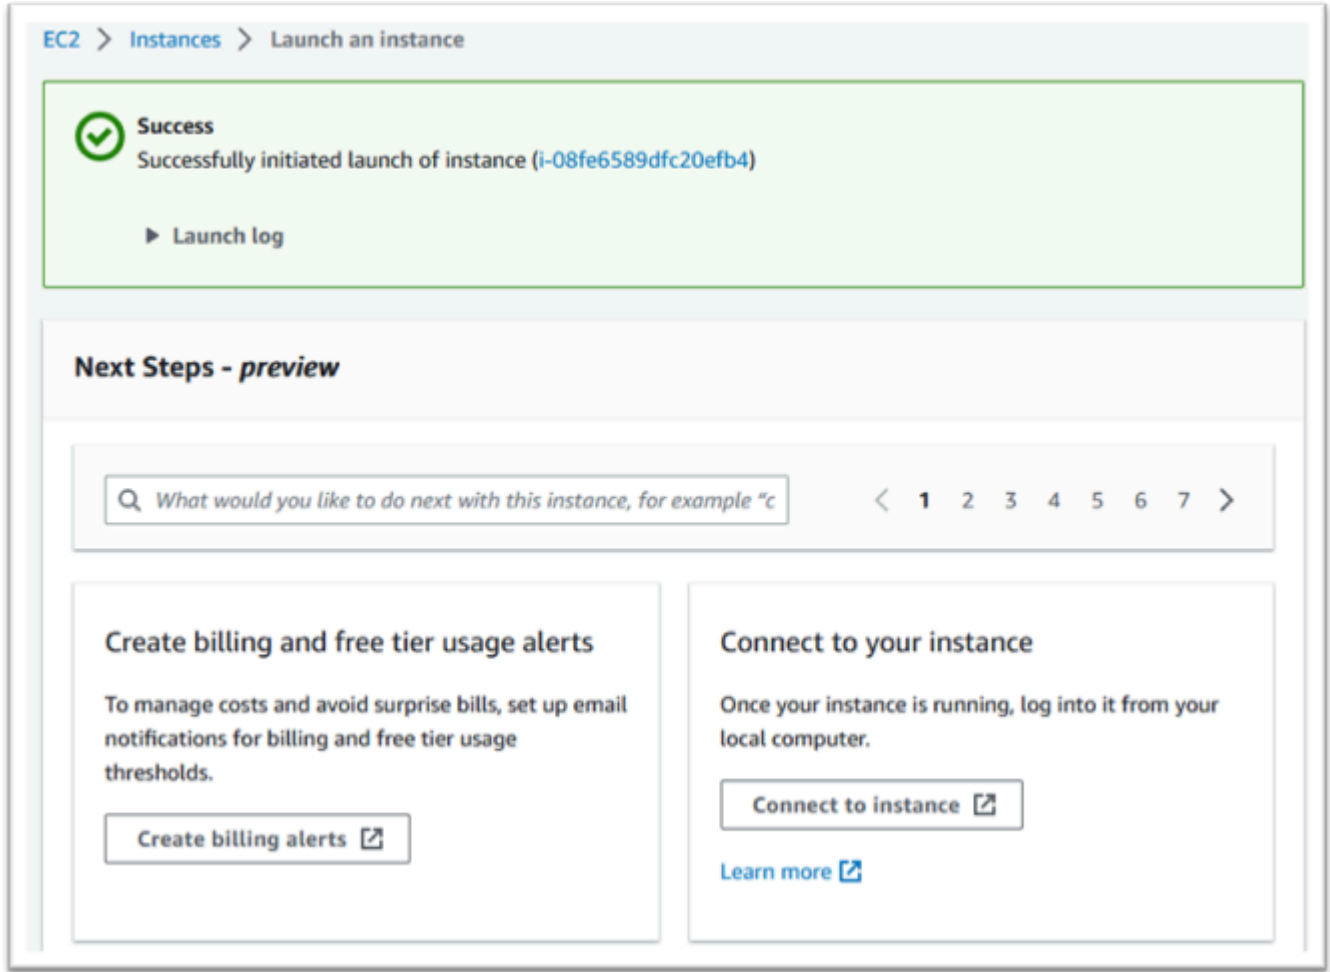 EC2 > Instances > Launch an instance
Success
Successfully initiated launch of instance (i-08fe6589dfc20efb4)
Launch log
Next Steps - preview
What would you like to do next with this instance, for example "c
1 2 3 4 5 6 7
Create billing and free tier usage alerts
To manage costs and avoid surprise bills, set up email
notifications for billing and free tier usage
thresholds.
Create billing alerts
Connect to your instance
Once your instance is running, log into it from your
local computer.
Connect to instance
Learn more